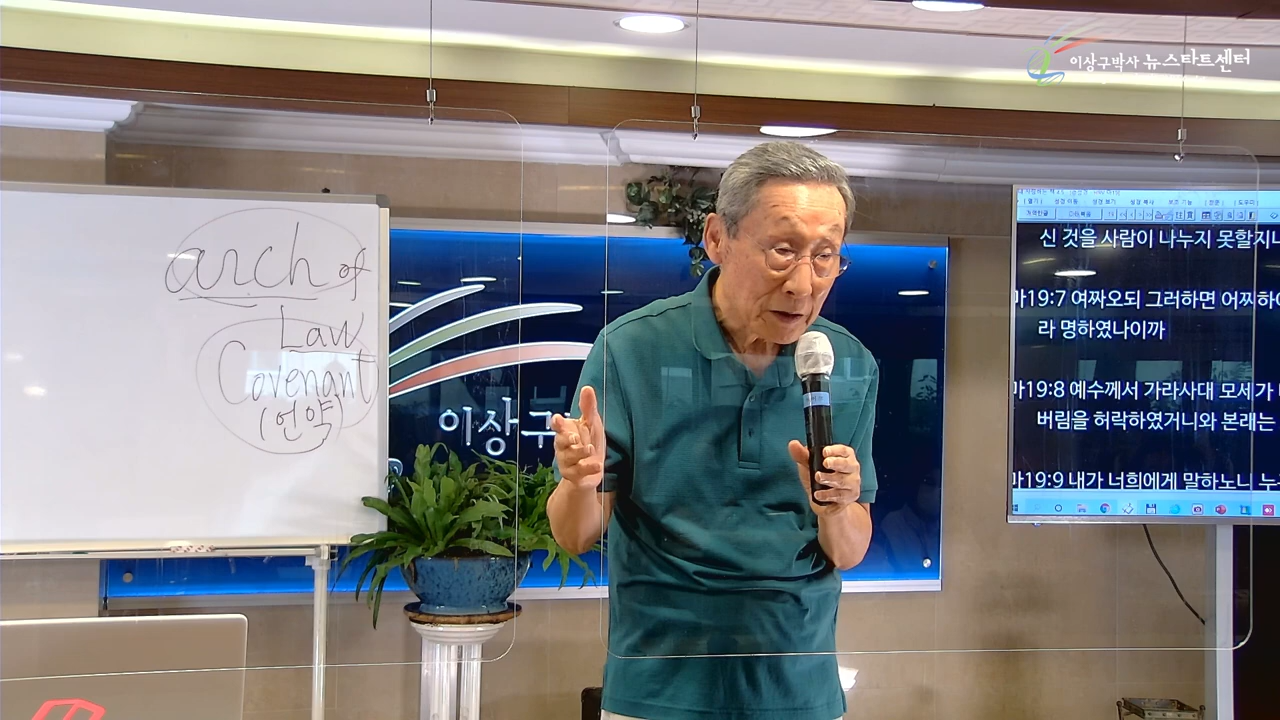 이상구박사 뉴스타트센터
arch of
Law
Covenant
(언약)
이상구
신 것을 사람이 나누지 못할지니
마19:7 여짜오되 그러하면 어찌하여
라 명하였나이까
마19:8 예수께서 가라사대 모세가
버림을 허락하였거니와 본래는
마19:9 내가 너희에게 말하노니